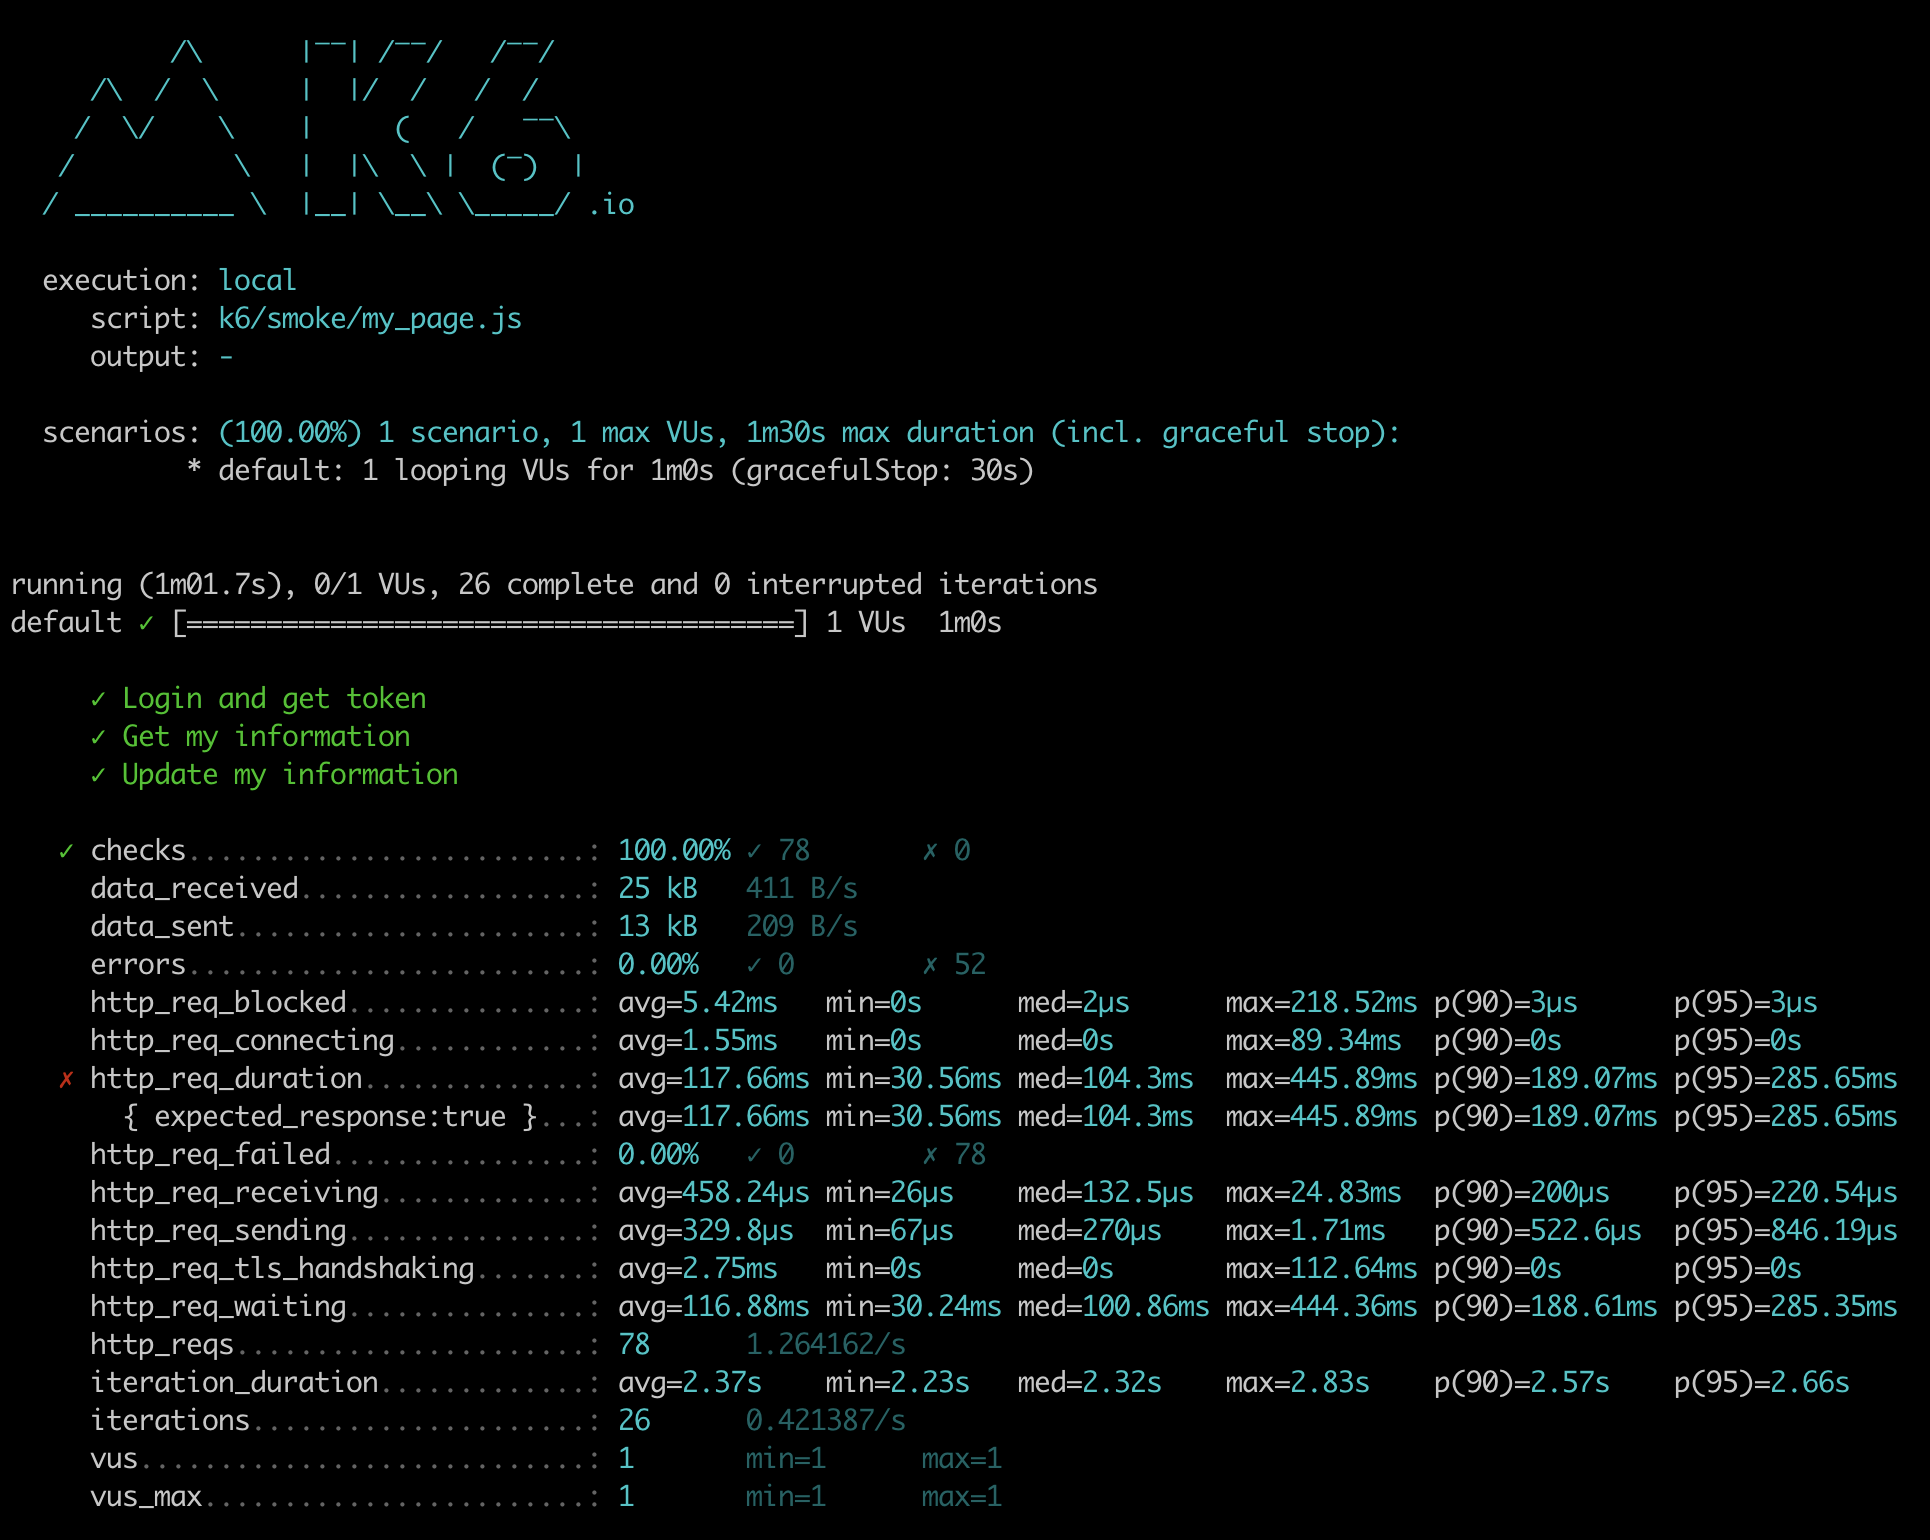 /\      |‾‾| /‾‾/   /‾‾/
     /\  /  \     |  |/  /   /  /
    /  \/    \    |     (   /   ‾‾\
   /          \   |  |\  \ |  (‾)  |
  / __________ \  |__| \__\ \_____/ .io
  execution: local
     script: k6/smoke/my_page.js
     output: -
  scenarios: (100.00%) 1 scenario, 1 max VUs, 1m30s max duration (incl. graceful stop):
           * default: 1 looping VUs for 1m0s (gracefulStop: 30s)
running (1m01.7s), 0/1 VUs, 26 complete and 0 interrupted iterations
default ✓ [======================================] 1 VUs  1m0s
     ✓ Login and get token
     ✓ Get my information
     ✓ Update my information
   ✓ checks.........................: 100.00% ✓ 78       ✗ 0
     data_received..................: 25 kB   411 B/s
     data_sent......................: 13 kB   209 B/s
     errors.........................: 0.00%   ✓ 0        ✗ 52
     http_req_blocked...............: avg=5.42ms   min=0s      med=2µs      max=218.52ms p(90)=3µs      p(95)=3µs
     http_req_connecting............: avg=1.55ms   min=0s      med=0s       max=89.34ms  p(90)=0s       p(95)=0s
   ✗ http_req_duration..............: avg=117.66ms min=30.56ms med=104.3ms  max=445.89ms p(90)=189.07ms p(95)=285.65ms
       { expected_response:true }...: avg=117.66ms min=30.56ms med=104.3ms  max=445.89ms p(90)=189.07ms p(95)=285.65ms
     http_req_failed................: 0.00%   ✓ 0        ✗ 78
     http_req_receiving.............: avg=458.24µs min=26µs    med=132.5µs  max=24.83ms  p(90)=200µs    p(95)=220.54µs
     http_req_sending...............: avg=329.8µs  min=67µs    med=270µs    max=1.71ms   p(90)=522.6µs  p(95)=846.19µs
     http_req_tls_handshaking.......: avg=2.75ms   min=0s      med=0s       max=112.64ms p(90)=0s       p(95)=0s
     http_req_waiting...............: avg=116.88ms min=30.24ms med=100.86ms max=444.36ms p(90)=188.61ms p(95)=285.35ms
     http_reqs......................: 78      1.264162/s
     iteration_duration.............: avg=2.37s    min=2.23s   med=2.32s    max=2.83s    p(90)=2.57s    p(95)=2.66s
     iterations.....................: 26      0.421387/s
     vus............................: 1       min=1      max=1
     vus_max........................: 1       min=1      max=1